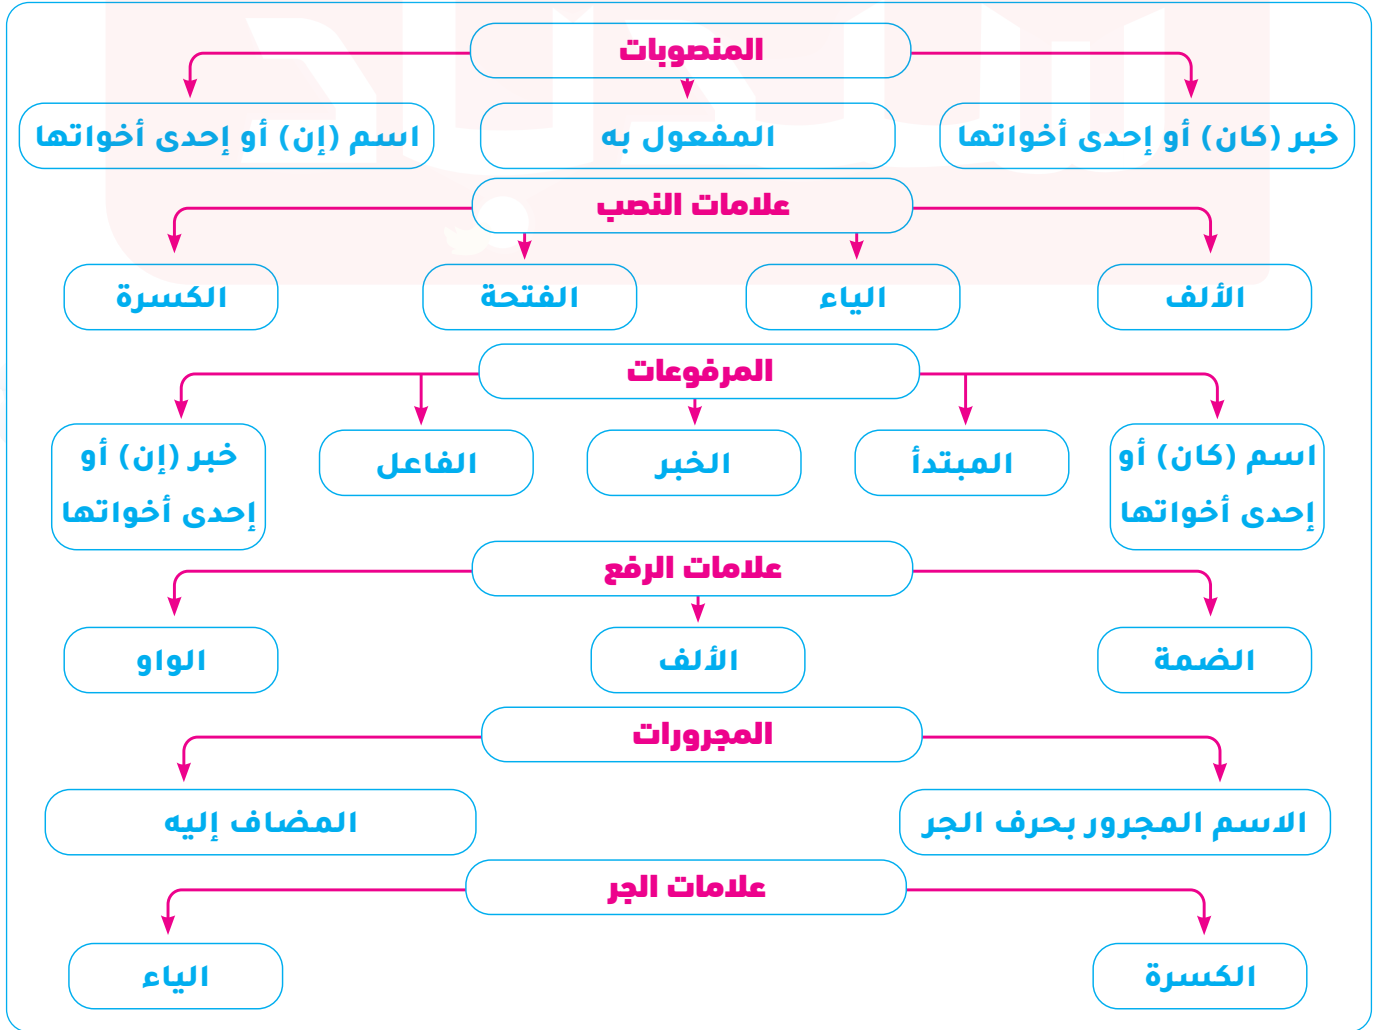 المنصوبات
خبر (كان) أو إحدى أخواتها
المفعول به
اسم (إن) أو إحدى أخواتها
علامات النصب
الألف
الياء
الفتحة
الكسرة
المرفوعات
اسم (كان) أو
إحدى أخواتها
المبتدأ
الخبر
الفاعل
خبر (إن) أو
إحدى أخواتها
علامات الرفع
الضمة
الألف
الواو
المجرورات
الاسم المجرور بحرف الجر
المضاف إليه
علامات الجر
الكسرة
الياء